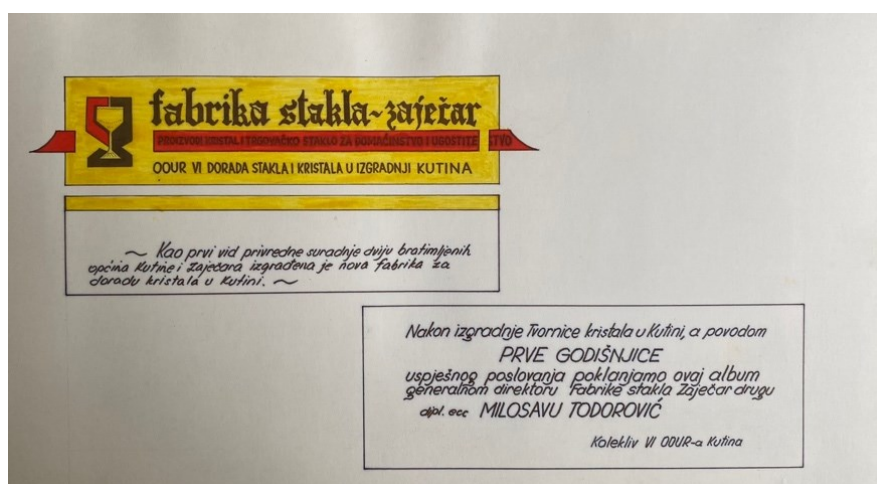 fabrika stakla~zaječar
PROIZVODI KRISTAL I TRGOVAČKO STAKLO ZA DOMAĆINSTVO I UGOSTITE STVO
OOUR VI DORADA STAKLA I KRISTALA U IZGRADNJI KUTINA
~ Kao prvi vid privredne suradnje dviju bratimljenih
općina Kutine i Zaječara izgrađena je nova fabrika za
doradu kristala u Kutini. ~
Nakon izgradnje Tvornice kristala u Kutini, a povodom
PRVE GODIŠNJICE
uspješnog poslovanja poklanjamo ovaj album
generalnom direktoru Fabrike stakla Zaječar drugu
dipl. ecc MILOSAVU TODOROVIĆ
Kolektiv VI OOUR-a Kutina